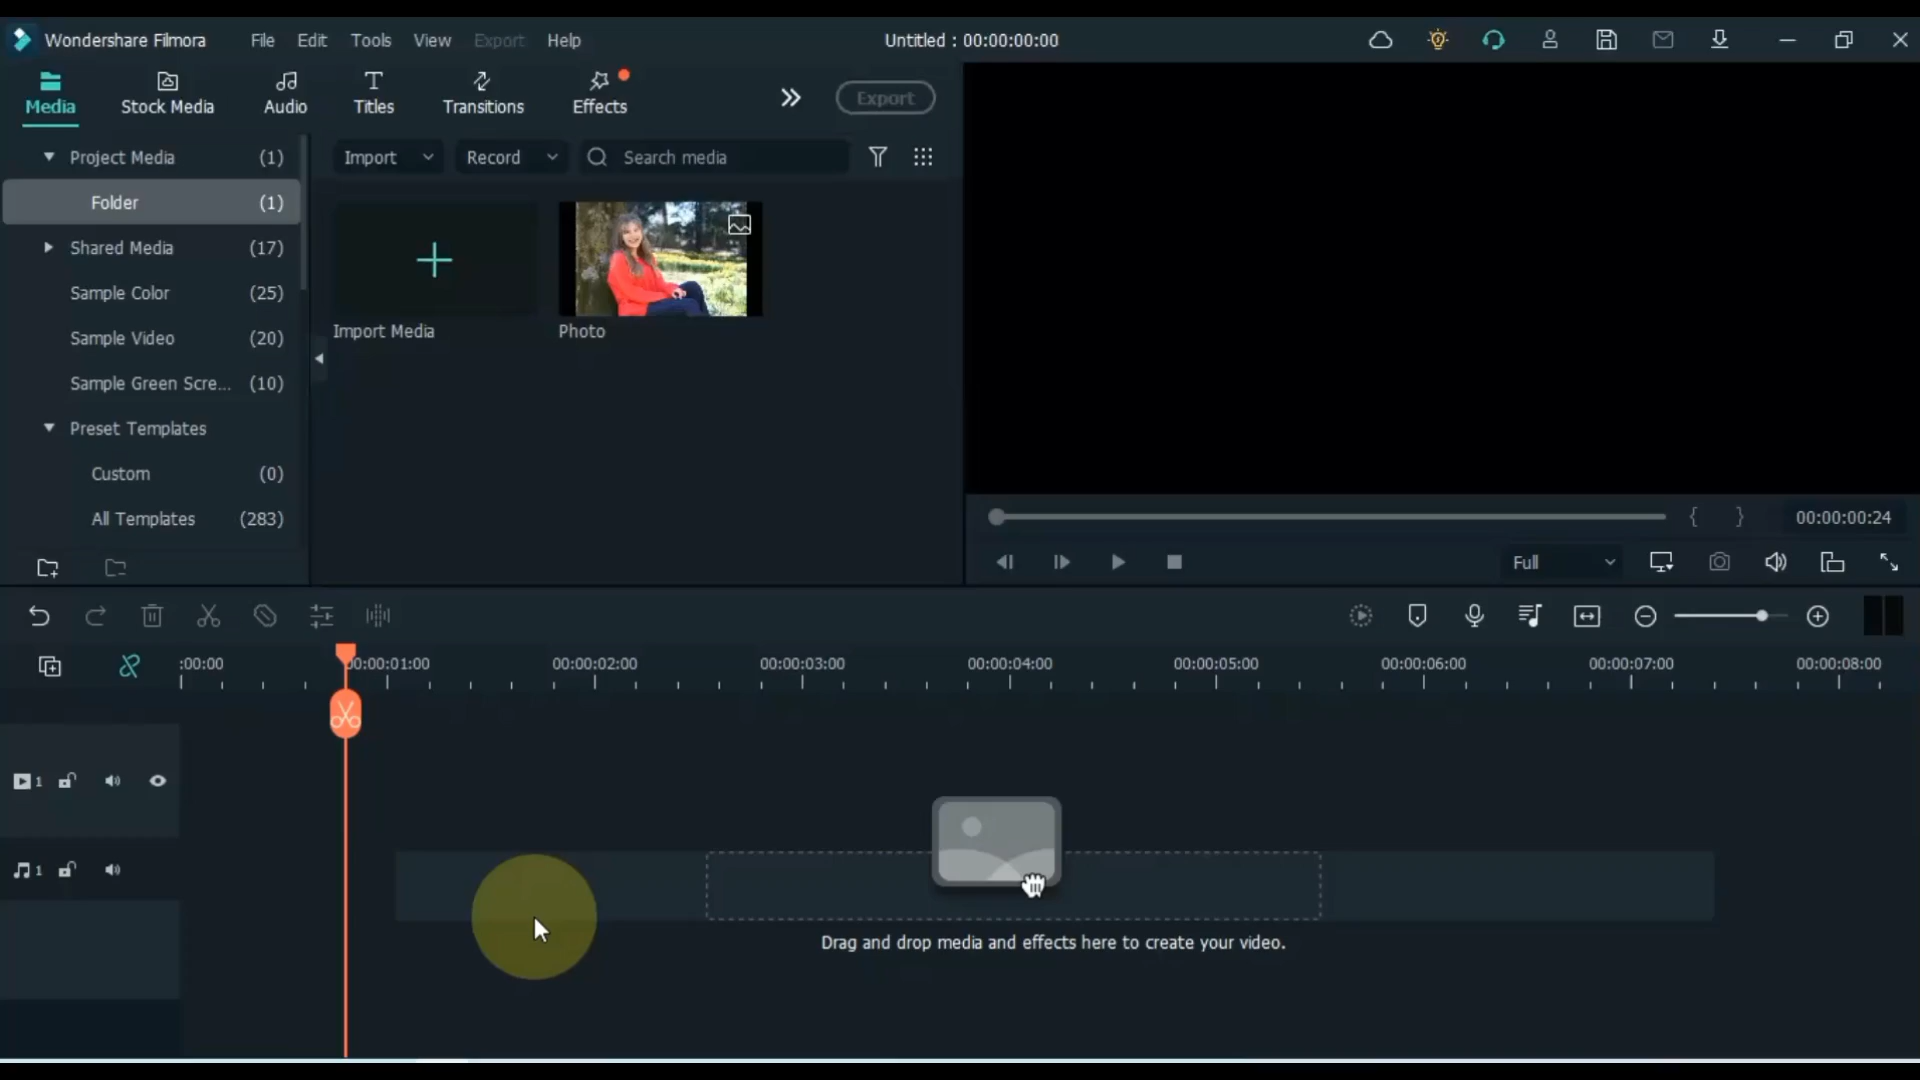 Wondershare Filmora File Edit Tools View Export Help Untitled : 00:00:00:00
Media Stock Media Audio Titles Transitions Effects Export
Project Media (1)
Import Record Search media
Folder (1)
Shared Media (17)
Sample Color (25)
Sample Video (20)
Sample Green Scre... (10)
Preset Templates
Custom (0)
All Templates (283)
Import Media Photo
00:00:00:24
Full
:00:00 00:00:01:00 00:00:02:00 00:00:03:00 00:00:04:00 00:00:05:00 00:00:06:00 00:00:07:00 00:00:08:00
1
1
Drag and drop media and effects here to create your video.